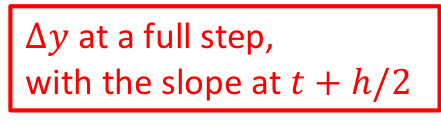 Δy at a full step,
with the slope at t + h/2